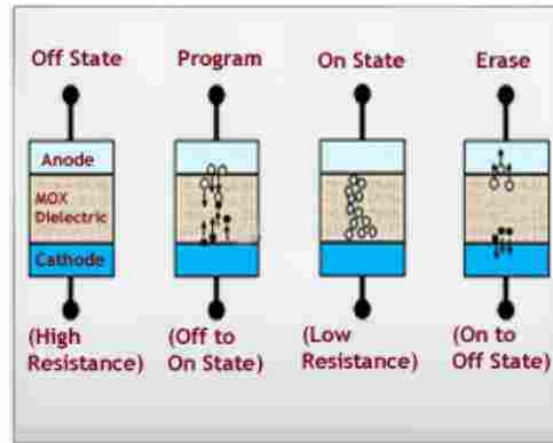 Off State
Program
On State
Erase
Anode
MOX
Dielectric
Cathode
(High
Resistance)
(Off to
On State)
(Low
Resistance)
(On to
Off State)